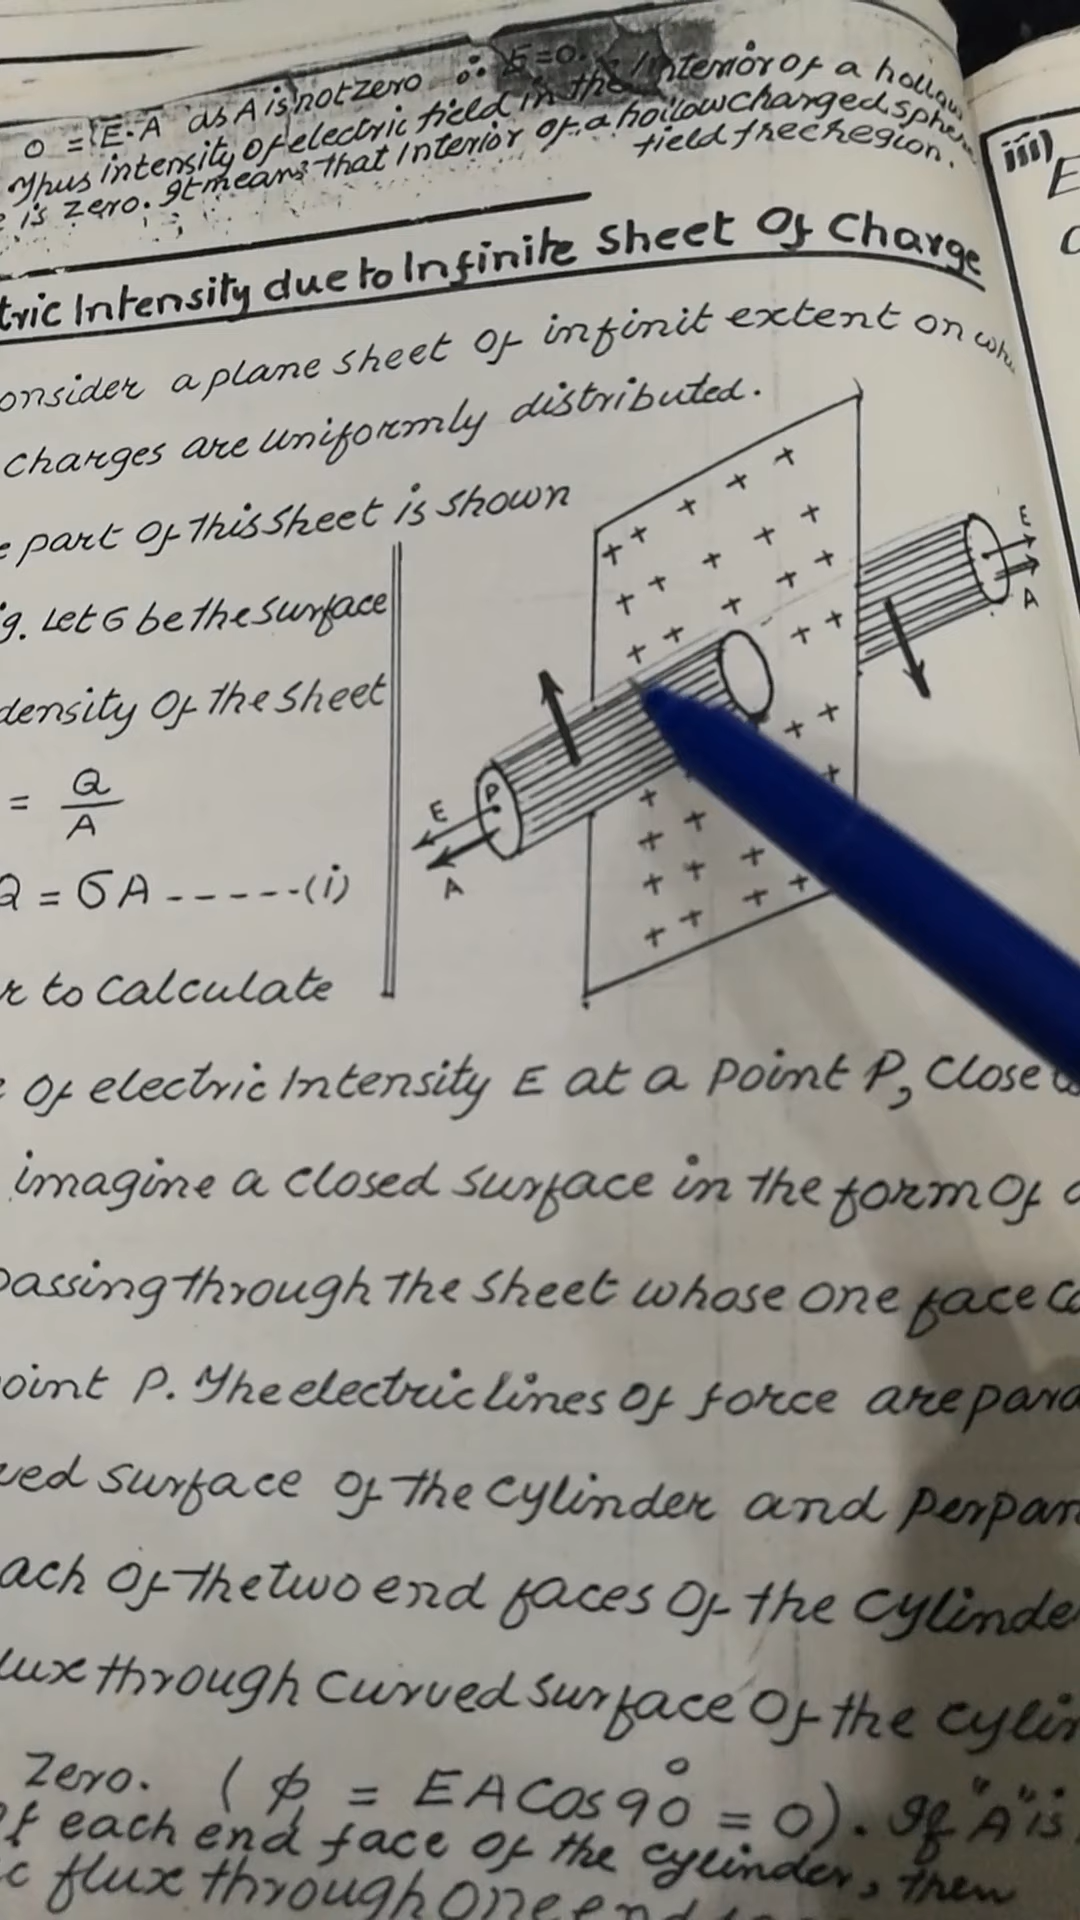 0 = E.A as A is not zero ∴ E=0.
Thus intensity of electric field in the Interior of a
is zero. It means that Interior of a hollow charged sphere
field free region.
tric Intensity due to Infinite Sheet Of Charge
onsider a plane sheet of infinit extent on wh
charges are uniformly distributed.
e part of this sheet is shown
g. Let σ be the surface
density of the sheet
= Q/A
Q = σA ------(i)
r to Calculate
E
A
P
E
A
Of electric Intensity E at a Point P, Close
imagine a closed surface in the form of a
passing through the sheet whose one face Co
oint P. The electric lines of force are para
ved surface of the cylinder and perpan
ach of the two end faces of the cylinde
lux through curved surface of the cylin
zero. ( φ = EA Cos 90° = 0). If "A" is
f each end face of the cylinder, then
c flux through one end
iii)
E